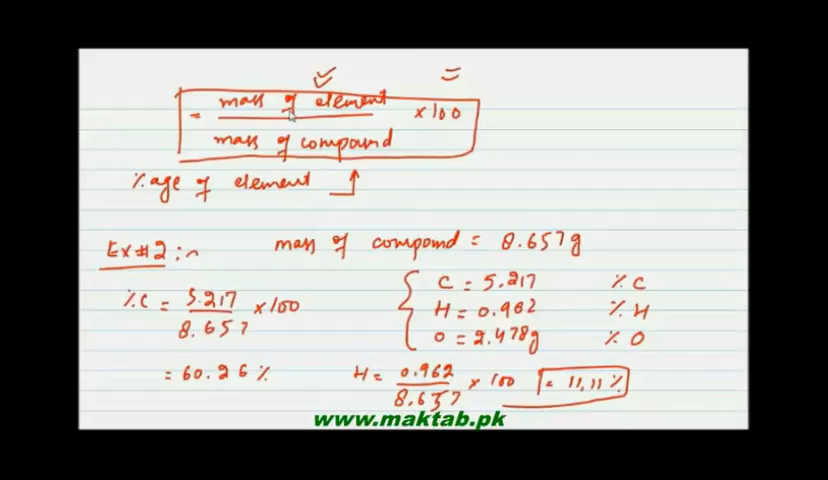 = mass of element
mass of compound
× 100
%age of element
Ex#2 :-
mass of compound = 8.657g
C = 5.217 % C
H = 0.962 % H
O = 2.478g % O
%C = 5.217 × 100
8.657
= 60.26 %
H = 0.962 × 100 = 11.11 %
8.657
www.maktab.pk